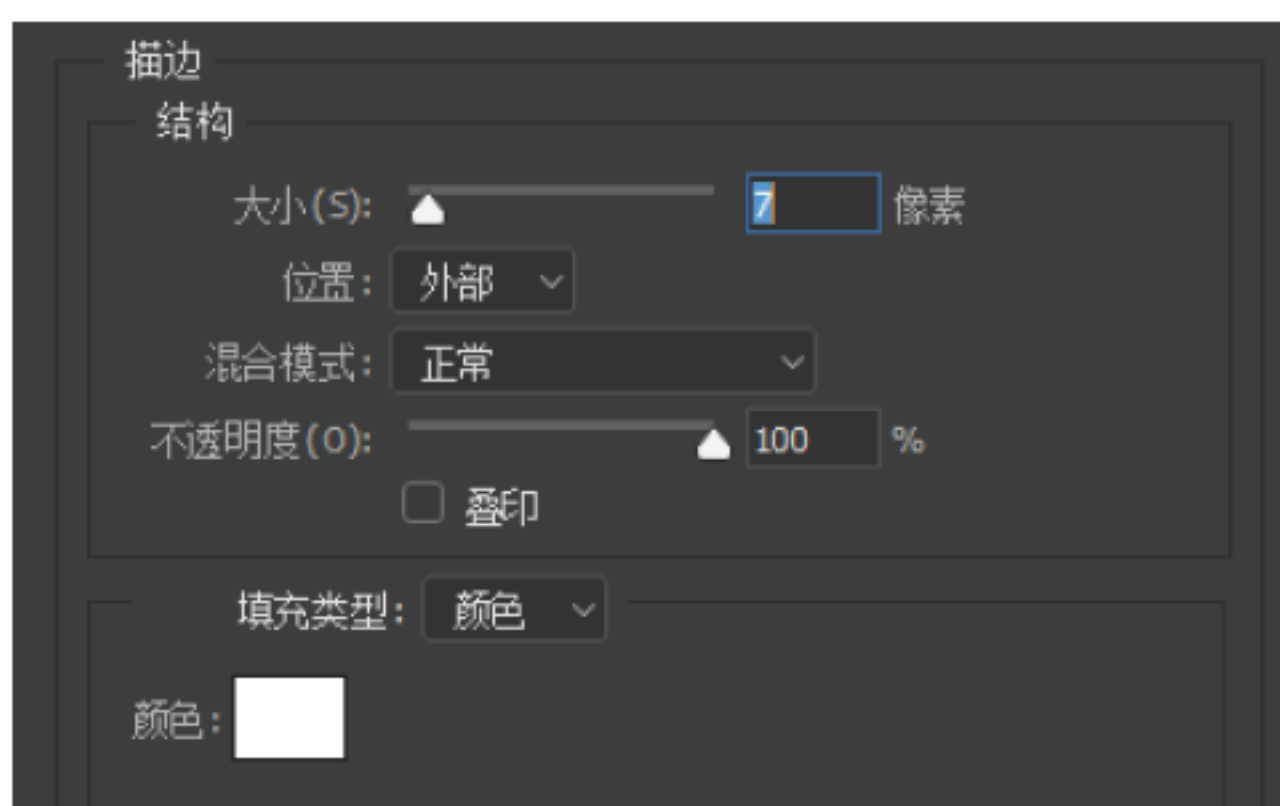 描边
结构
大小(S): 7 像素
位置: 外部
混合模式: 正常
不透明度(O): 100 %
叠印
填充类型: 颜色
颜色: